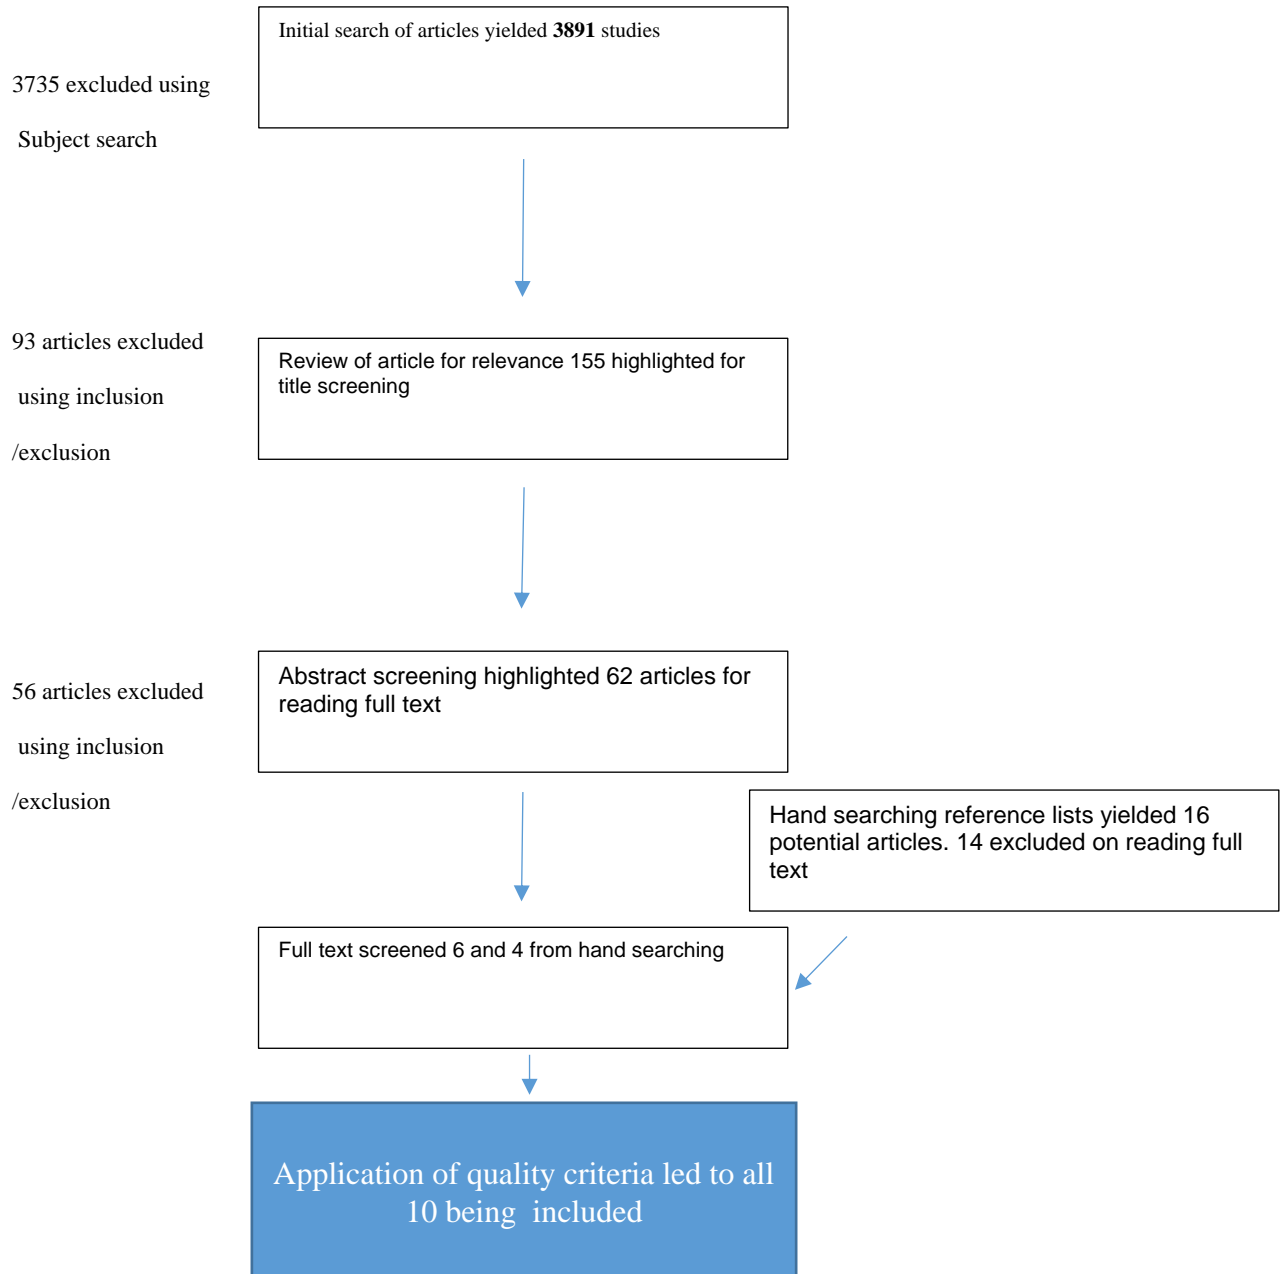 Initial search of articles yielded 3891 studies
3735 excluded using
Subject search
93 articles excluded
using inclusion
/exclusion
Review of article for relevance 155 highlighted for
title screening
56 articles excluded
using inclusion
/exclusion
Abstract screening highlighted 62 articles for
reading full text
Hand searching reference lists yielded 16
potential articles. 14 excluded on reading full
text
Full text screened 6 and 4 from hand searching
Application of quality criteria led to all
10 being included